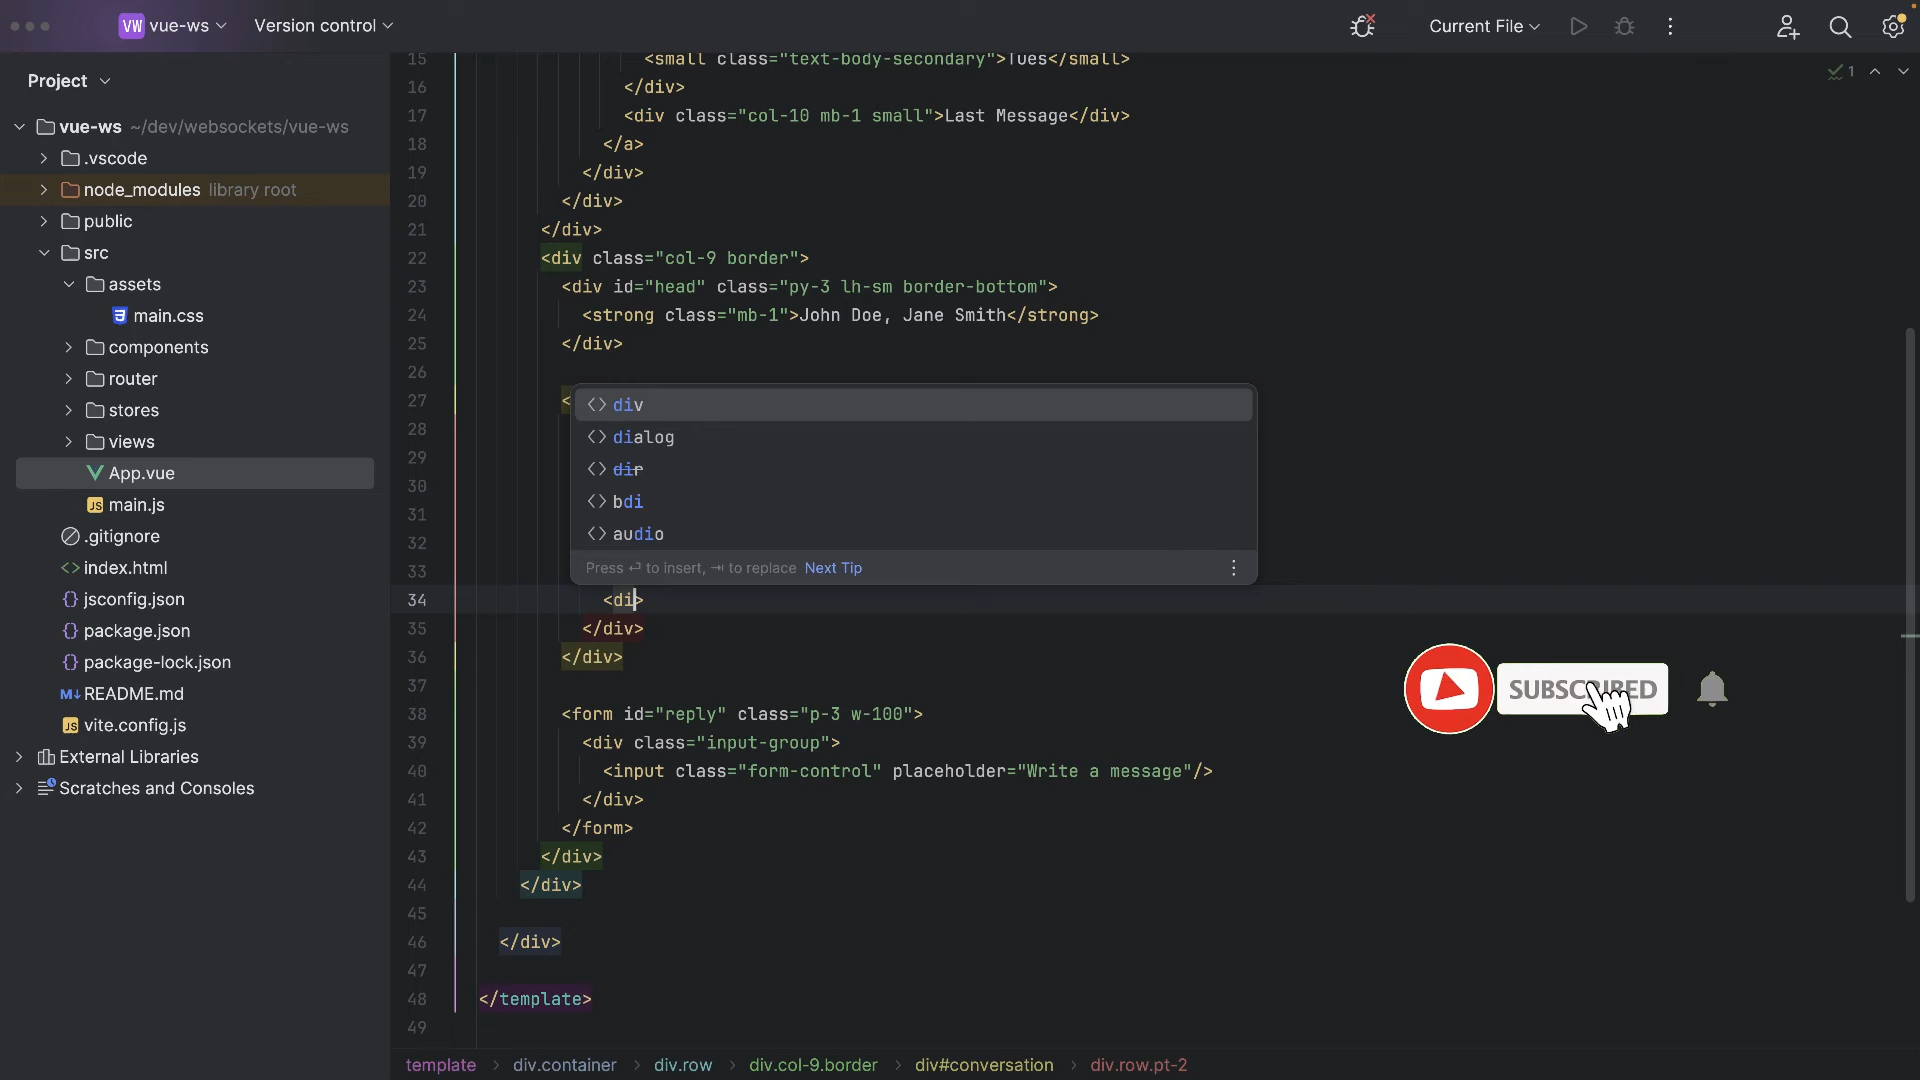 VW vue-ws
Version control
Current File
Project
vue-ws ~/dev/websockets/vue-ws
.vscode
node_modules library root
public
src
assets
main.css
components
router
stores
views
App.vue
JS main.js
.gitignore
index.html
{} jsconfig.json
{} package.json
{} package-lock.json
M↓ README.md
JS vite.config.js
External Libraries
Scratches and Consoles
1
15 <small class="text-body-secondary">Tues</small>
16 </div>
17 <div class="col-10 mb-1 small">Last Message</div>
18 </a>
19 </div>
20 </div>
21 </div>
22 <div class="col-9 border">
23 <div id="head" class="py-3 lh-sm border-bottom">
24 <strong class="mb-1">John Doe, Jane Smith</strong>
25 </div>
26
27 <
28
29
30
31
32
33
<> div
<> dialog
<> dir
<> bdi
<> audio
Press ⏎ to insert, ⇥ to replace Next Tip
34 <di>
35 </div>
36 </div>
37
38 <form id="reply" class="p-3 w-100">
39 <div class="input-group">
40 <input class="form-control" placeholder="Write a message"/>
41 </div>
42 </form>
43 </div>
44 </div>
45
46 </div>
47
48 </template>
49
SUBSCRIBED
template > div.container > div.row > div.col-9.border > div#conversation > div.row.pt-2